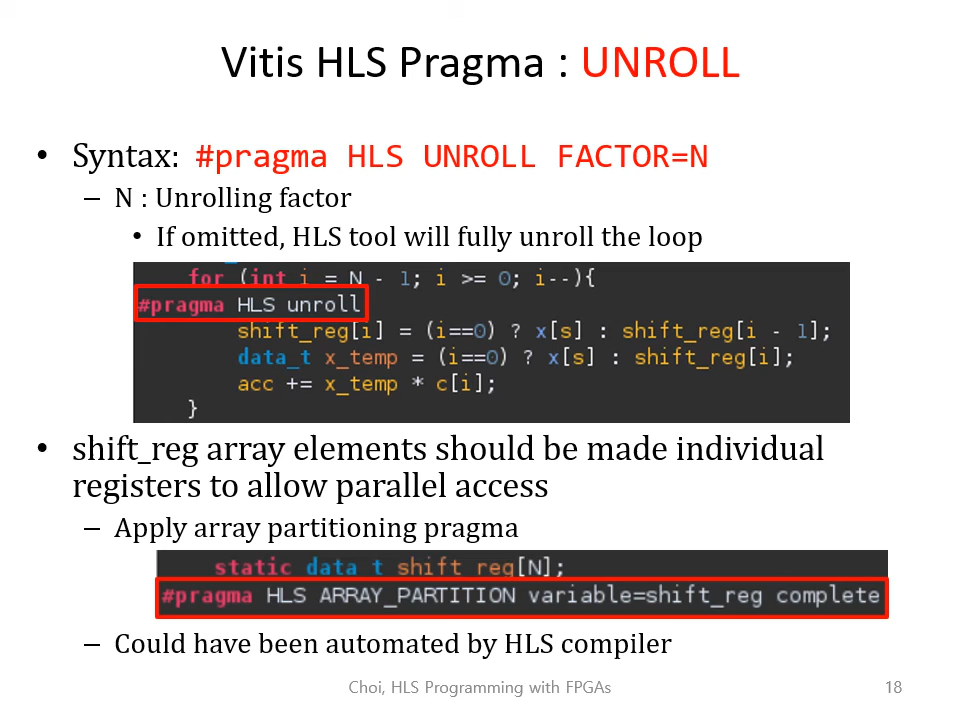 Vitis HLS Pragma : UNROLL
• Syntax: #pragma HLS UNROLL FACTOR=N
– N : Unrolling factor
• If omitted, HLS tool will fully unroll the loop
for (int i = N - 1; i >= 0; i--){
#pragma HLS unroll
shift_reg[i] = (i==0) ? x[s] : shift_reg[i - 1];
data_t x_temp = (i==0) ? x[s] : shift_reg[i];
acc += x_temp * c[i];
}
• shift_reg array elements should be made individual
registers to allow parallel access
– Apply array partitioning pragma
static data_t shift_reg[N];
#pragma HLS ARRAY_PARTITION variable=shift_reg complete
– Could have been automated by HLS compiler
Choi, HLS Programming with FPGAs
18